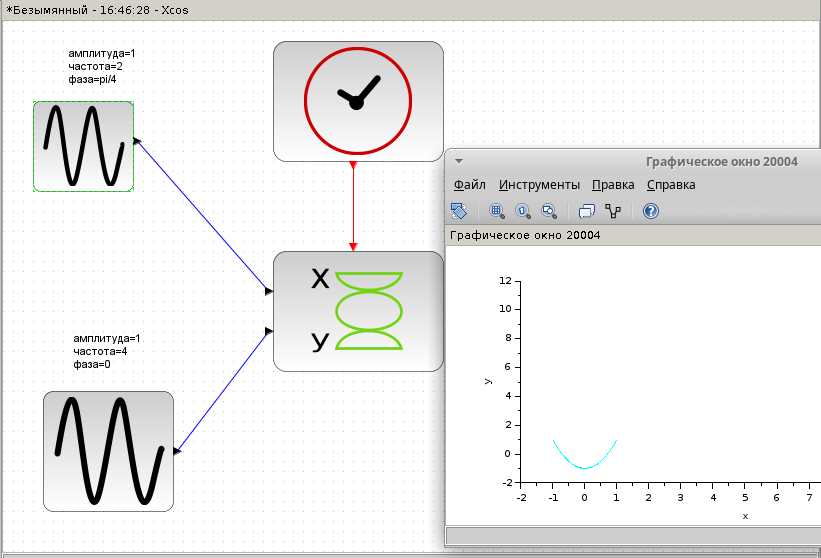 *Безымянный - 16:46:28 - Xcos
амплитуда=1
частота=2
фаза=pi/4
X
У
амплитуда=1
частота=4
фаза=0
Графическое окно 20004
Файл Инструменты Правка Справка
Графическое окно 20004
12
10
8
6
4
2
0
-2
y
-2 -1 0 1 2 3 4 5 6 7
x